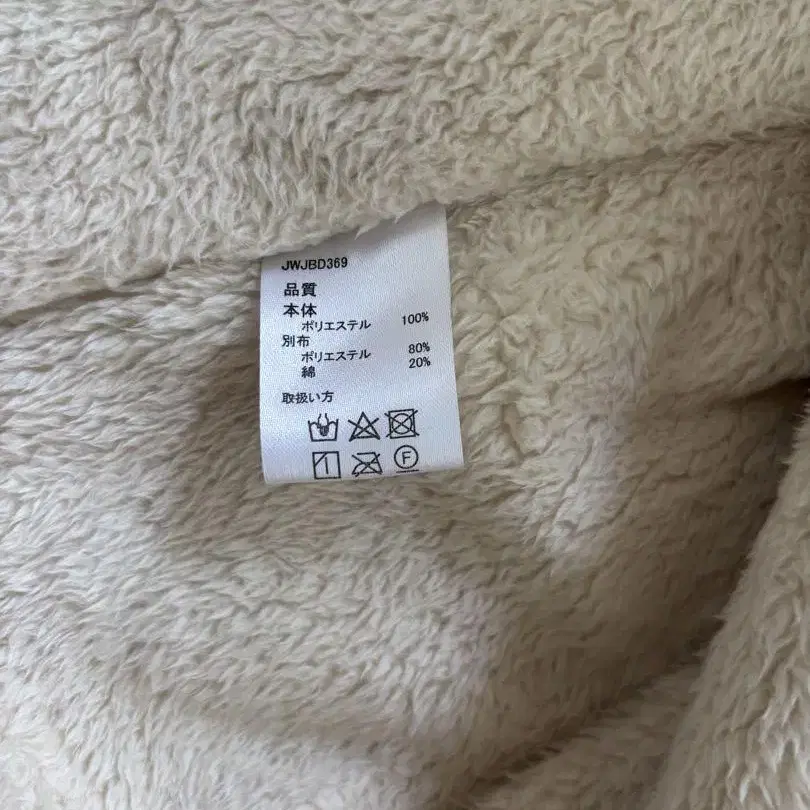 JWJBD369
品質
本体
ポリエステル 100%
別布
ポリエステル 80%
綿 20%
取扱い方
F